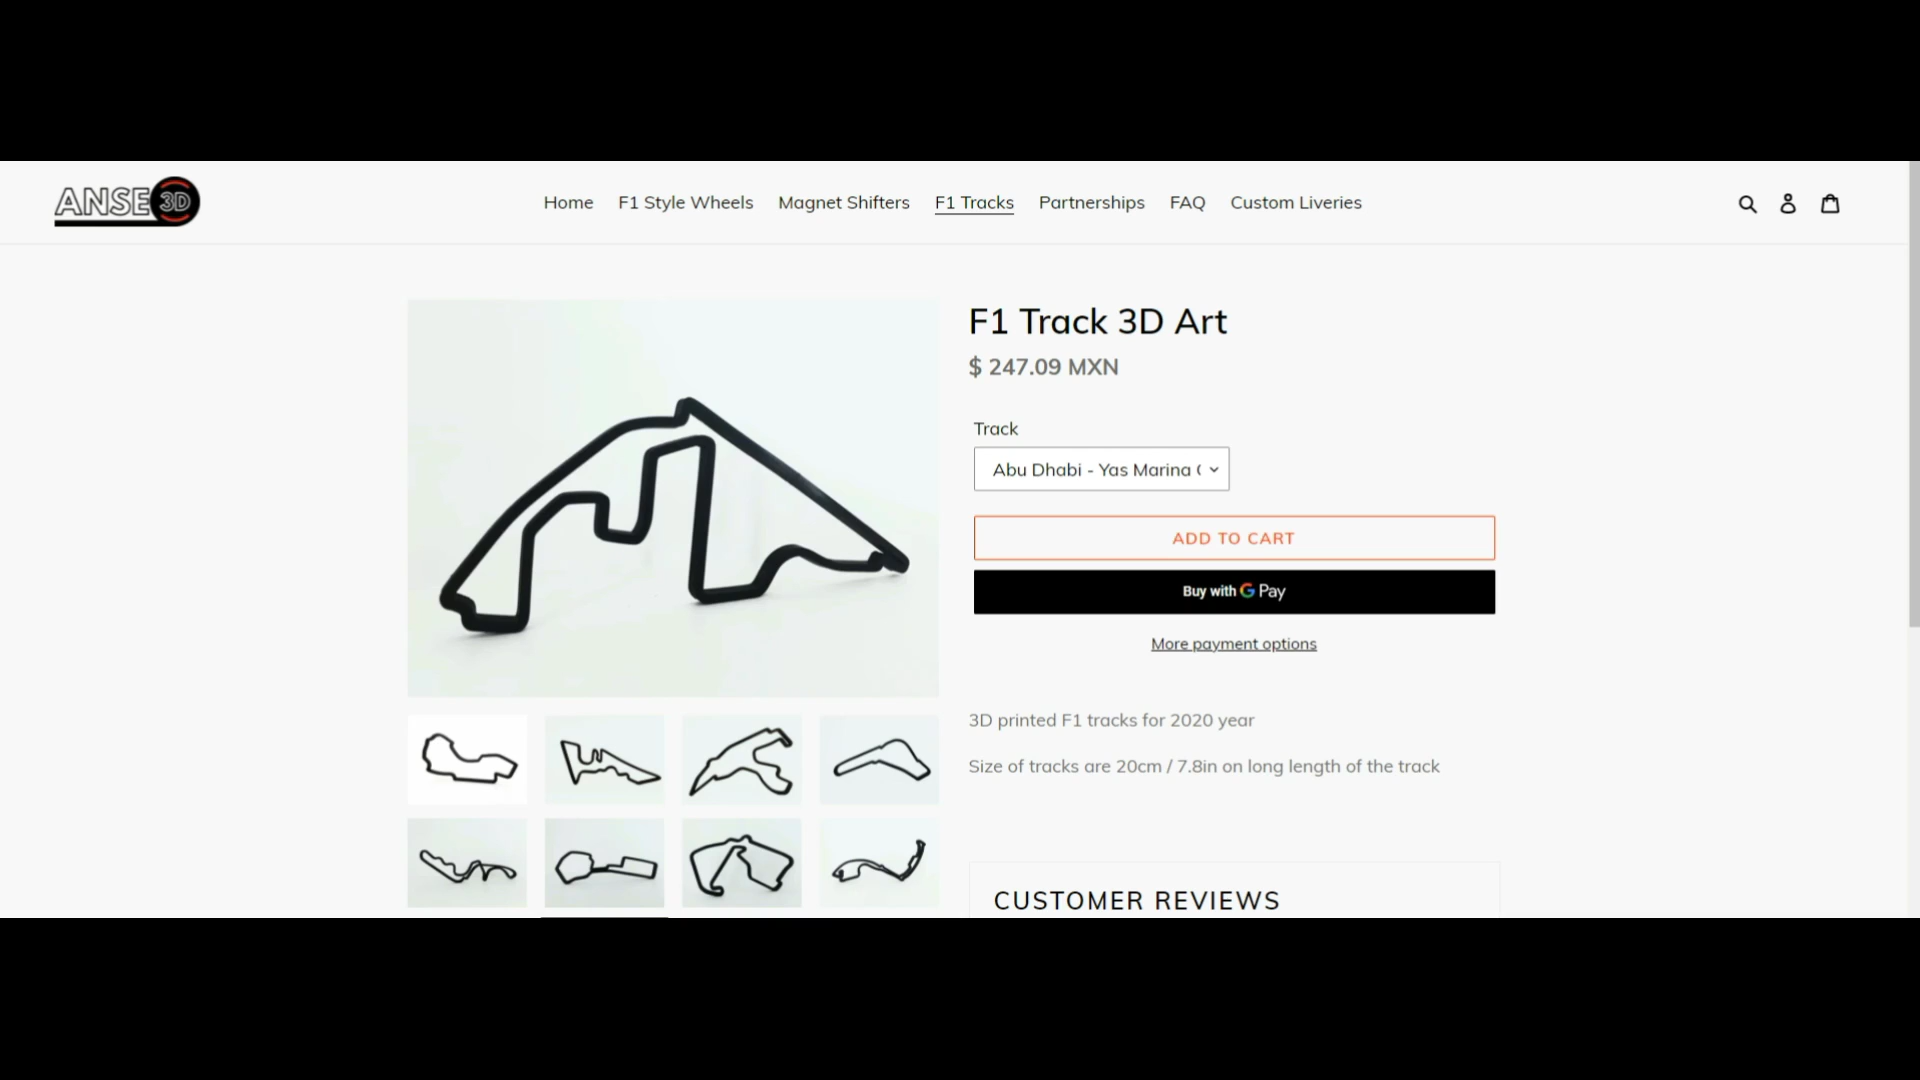 ANSE 3D
Home F1 Style Wheels Magnet Shifters F1 Tracks Partnerships FAQ Custom Liveries
F1 Track 3D Art
$ 247.09 MXN
Track
Abu Dhabi - Yas Marina
ADD TO CART
Buy with G Pay
More payment options
3D printed F1 tracks for 2020 year
Size of tracks are 20cm / 7.8in on long length of the track
CUSTOMER REVIEWS